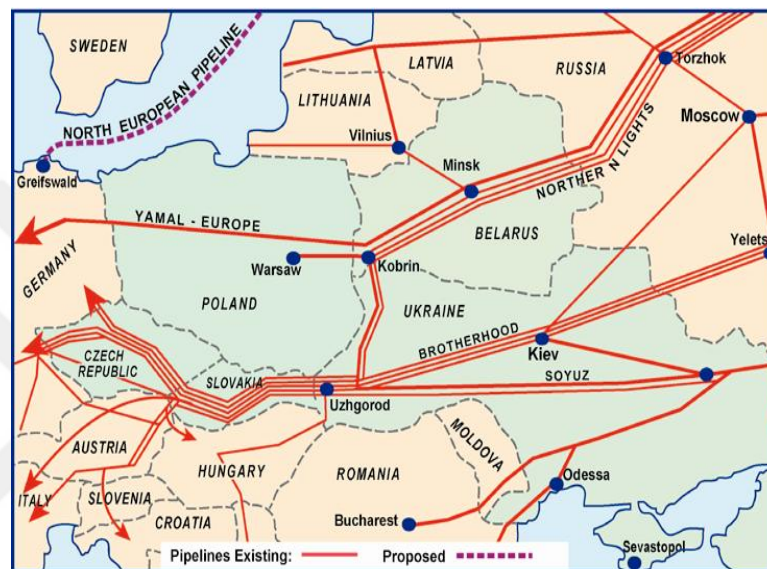 SWEDEN
NORTH EUROPEAN PIPELINE
LATVIA
RUSSIA
Torzhok
LITHUANIA
Moscow
Vilnius
Greifswald
Minsk
NORTHER N LIGHTS
YAMAL - EUROPE
BELARUS
GERMANY
Warsaw
Kobrin
Yelets
POLAND
UKRAINE
BROTHERHOOD
Kiev
CZECH
REPUBLIC
SLOVAKIA
SOYUZ
Uzhgorod
AUSTRIA
MOLDOVA
HUNGARY
ROMANIA
ITALY
SLOVENIA
Odessa
CROATIA
Bucharest
Pipelines Existing: Proposed
Sevastopol